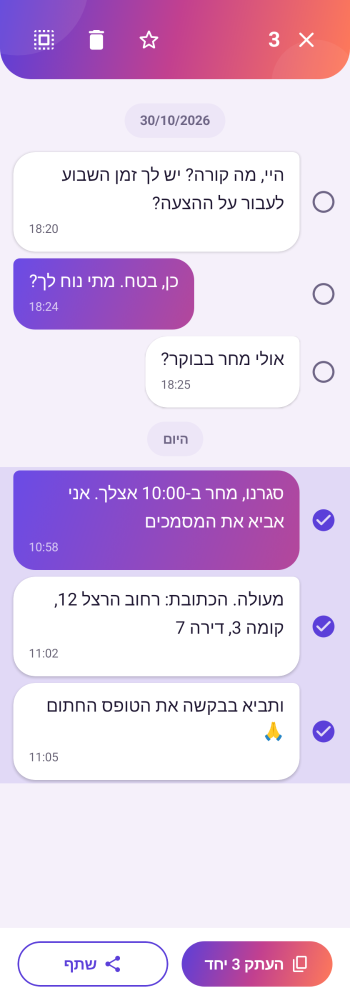 3
30/10/2026
היי, מה קורה? יש לך זמן השבוע
לעבור על ההצעה?
18:20
כן, בטח. מתי נוח לך?
18:24
אולי מחר בבוקר?
18:25
היום
סגרנו, מחר ב-10:00 אצלך. אני
אביא את המסמכים
10:58
מעולה. הכתובת: רחוב הרצל 12,
קומה 3, דירה 7
11:02
ותביא בבקשה את הטופס החתום
🙏
11:05
העתק 3 יחד
שתף